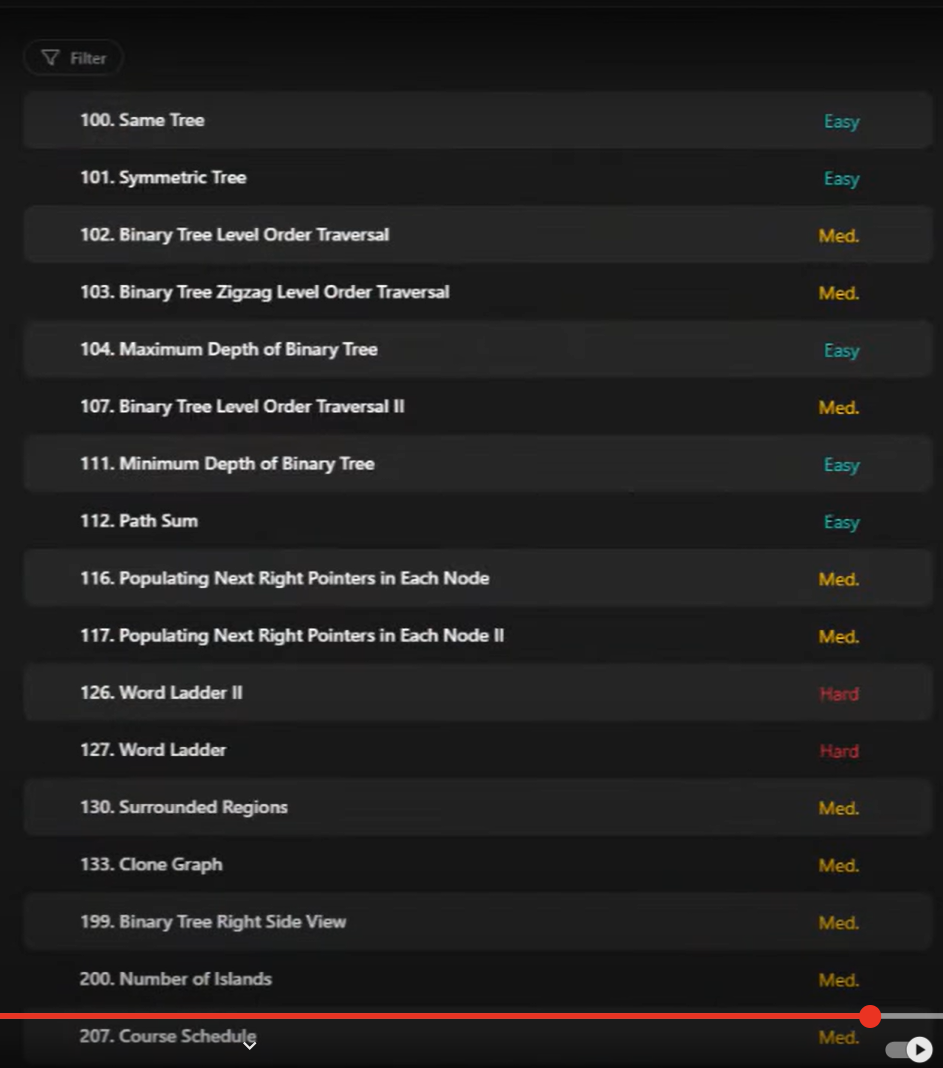 Filter
100. Same Tree Easy
101. Symmetric Tree Easy
102. Binary Tree Level Order Traversal Med.
103. Binary Tree Zigzag Level Order Traversal Med.
104. Maximum Depth of Binary Tree Easy
107. Binary Tree Level Order Traversal II Med.
111. Minimum Depth of Binary Tree Easy
112. Path Sum Easy
116. Populating Next Right Pointers in Each Node Med.
117. Populating Next Right Pointers in Each Node II Med.
126. Word Ladder II Hard
127. Word Ladder Hard
130. Surrounded Regions Med.
133. Clone Graph Med.
199. Binary Tree Right Side View Med.
200. Number of Islands Med.
207. Course Schedule Med.